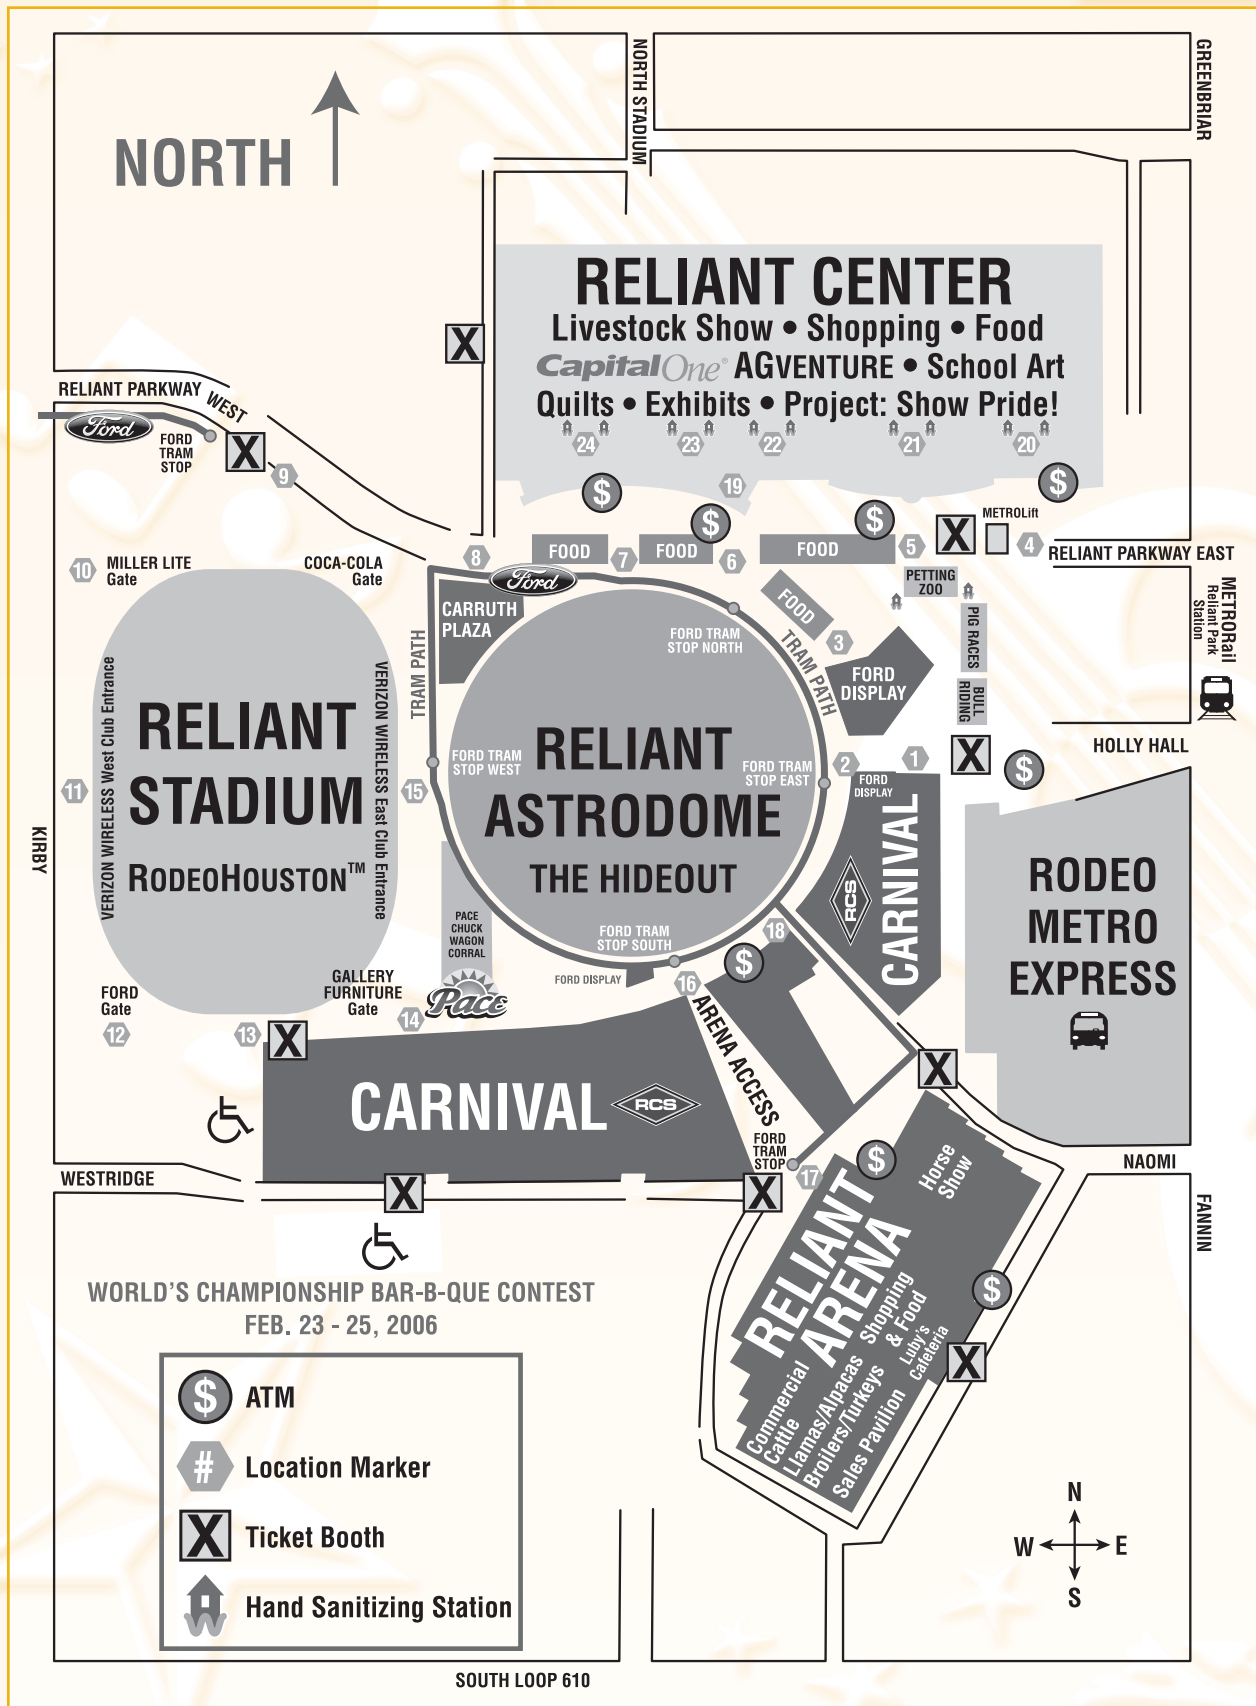 NORTH
NORTH STADIUM
GREENBRIAR
RELIANT CENTER
Livestock Show • Shopping • Food
CapitalOne® AGVENTURE • School Art
Quilts • Exhibits • Project: Show Pride!
24
23
22
21
20
19
$
$
$
$
X
RELIANT PARKWAY WEST
Ford
FORD
TRAM
STOP
X
9
METROLift
X
5
4
RELIANT PARKWAY EAST
8
FOOD
7
FOOD
6
FOOD
10
MILLER LITE
Gate
COCA-COLA
Gate
Ford
CARRUTH
PLAZA
PETTING
ZOO
FOOD
3
PIG RACES
METRORail
Reliant Park
Station
FORD TRAM
STOP NORTH
TRAM PATH
TRAM PATH
FORD
DISPLAY
BULL
RIDING
VERIZON WIRELESS West Club Entrance
VERIZON WIRELESS East Club Entrance
RELIANT
STADIUM
RODEOHOUSTON™
11
15
KIRBY
FORD TRAM
STOP WEST
RELIANT
ASTRODOME
THE HIDEOUT
FORD TRAM
STOP EAST
2
1
X
$
HOLLY HALL
FORD
DISPLAY
CARNIVAL
RCS
RODEO
METRO
EXPRESS
PACE
CHUCK
WAGON
CORRAL
Pace
FORD TRAM
STOP SOUTH
18
$
FORD DISPLAY
16
FORD
Gate
12
GALLERY
FURNITURE
Gate
14
13
X
ARENA ACCESS
X
CARNIVAL
RCS
FORD
TRAM
STOP
17
$
WESTRIDGE
X
X
NAOMI
FANNIN
RELIANT
ARENA
Horse
Show
Shopping
& Food
Luby's
Cafeteria
Commercial
Cattle
Llamas/Alpacas
Broilers/Turkeys
Sales Pavilion
$
X
WORLD'S CHAMPIONSHIP BAR-B-QUE CONTEST
FEB. 23 - 25, 2006
$ ATM
# Location Marker
X Ticket Booth
Hand Sanitizing Station
N
W E
S
SOUTH LOOP 610